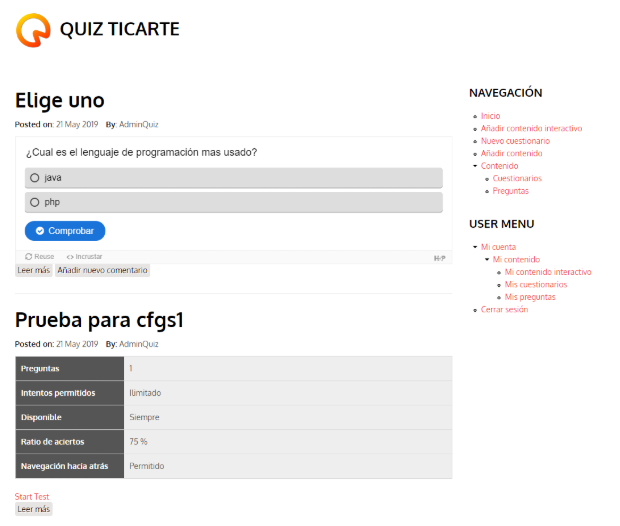 QUIZ TICARTE
Elige uno
Posted on: 21 May 2019 By: AdminQuiz
¿Cual es el lenguaje de programación mas usado?
java
php
Comprobar
Reuse <> Incrustar H-P
Leer más Añadir nuevo comentario
Prueba para cfgs1
Posted on: 21 May 2019 By: AdminQuiz
Preguntas 1
Intentos permitidos Ilimitado
Disponible Siempre
Ratio de aciertos 75 %
Navegación hacia atrás Permitido
Start Test
Leer más
NAVEGACIÓN
Inicio
Añadir contenido interactivo
Nuevo cuestionario
Añadir contenido
Contenido
Cuestionarios
Preguntas
USER MENU
Mi cuenta
Mi contenido
Mi contenido interactivo
Mis cuestionarios
Mis preguntas
Cerrar sesión